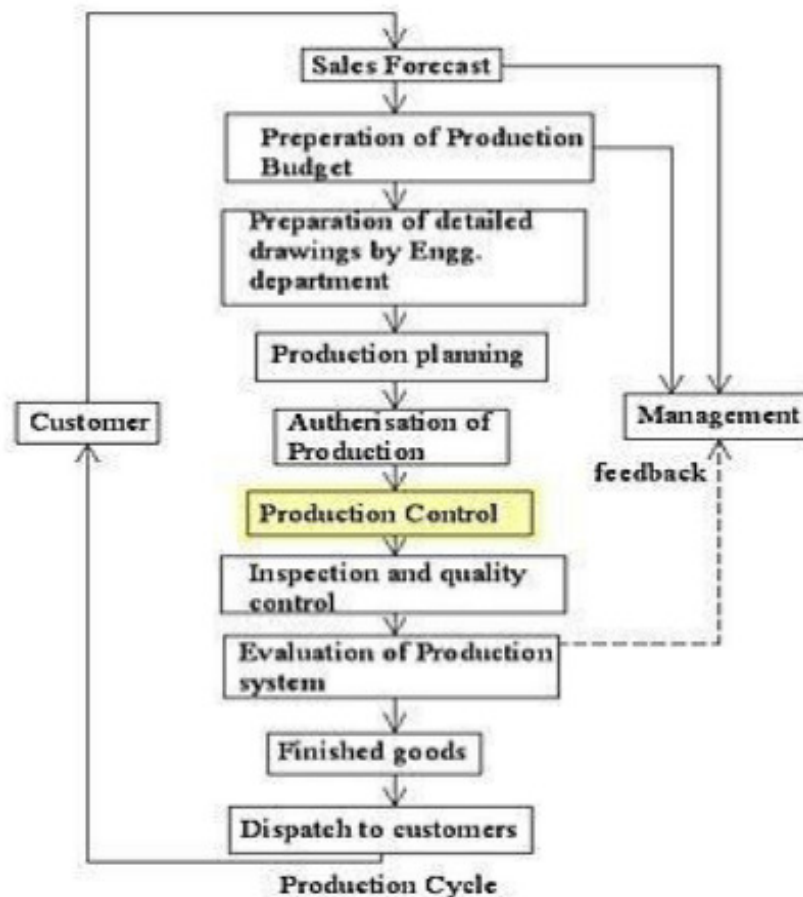 Sales Forecast
Preperation of Production
Budget
Preparation of detailed
drawings by Engg.
department
Production planning
Customer
Autherisation of
Production
Management
feedback
Production Control
Inspection and quality
control
Evaluation of Production
system
Finished goods
Dispatch to customers
Production Cycle